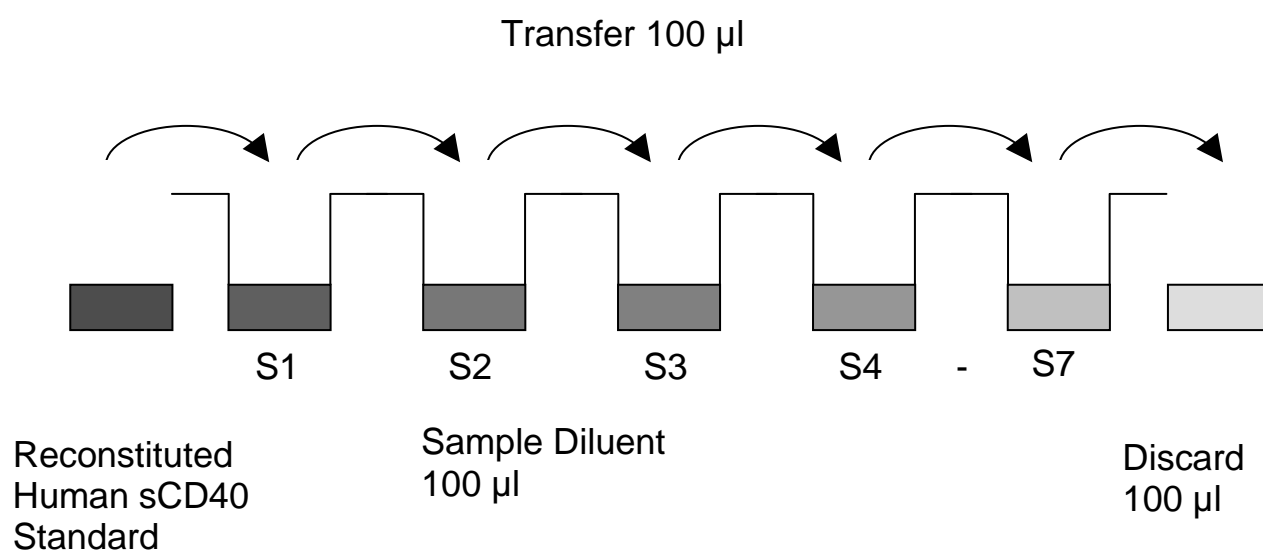 Transfer 100 µl
S1 S2 S3 S4 - S7
Reconstituted
Human sCD40
Standard
Sample Diluent
100 µl
Discard
100 µl